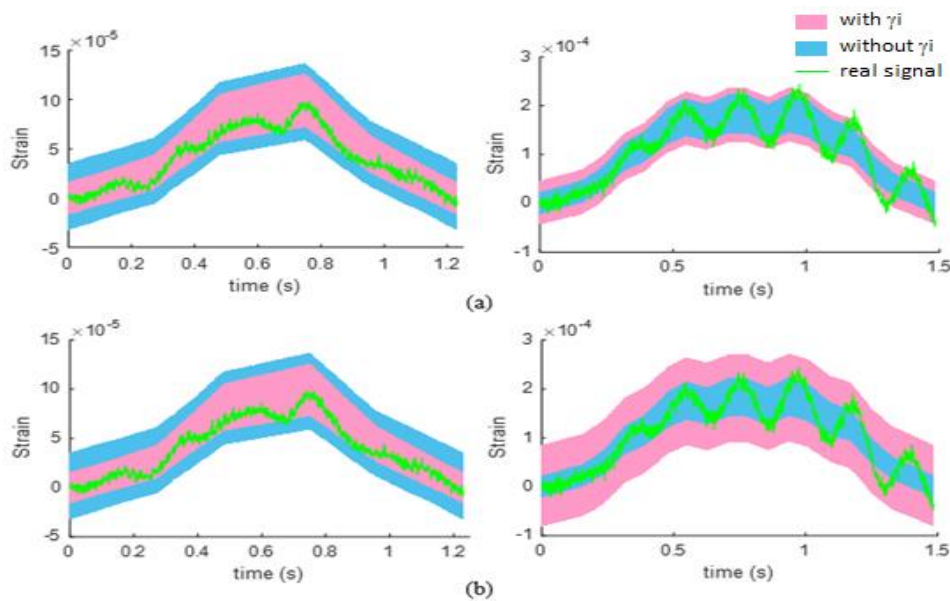 with γi
without γi
real signal
×10-5
15
10
5
0
-5
Strain
0 0.2 0.4 0.6 0.8 1 1.2
time (s)
×10-4
3
2
1
0
-1
Strain
0 0.5 1 1.5
time (s)
(a)
×10-5
15
10
5
0
-5
Strain
0 0.2 0.4 0.6 0.8 1 1.2
time (s)
×10-4
3
2
1
0
-1
Strain
0 0.5 1 1.5
time (s)
(b)